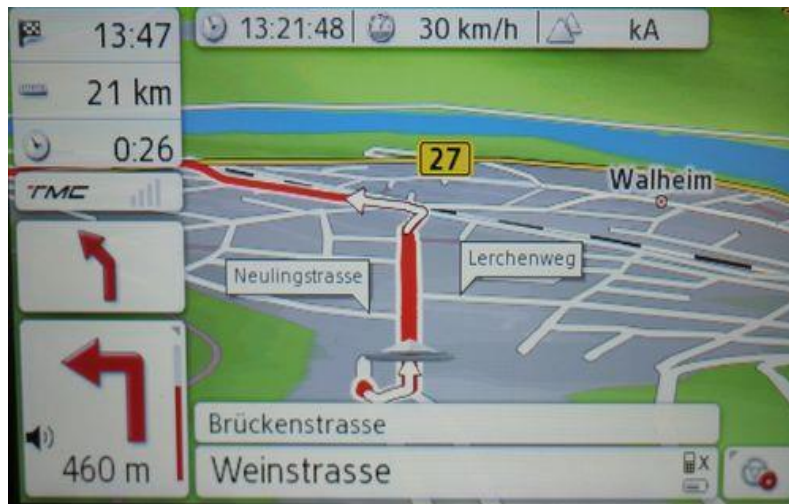 13:47
21 km
0:26
TMC
13:21:48
30 km/h
kA
27
Walheim
Neulingstrasse
Lerchenweg
460 m
Brückenstrasse
Weinstrasse
X